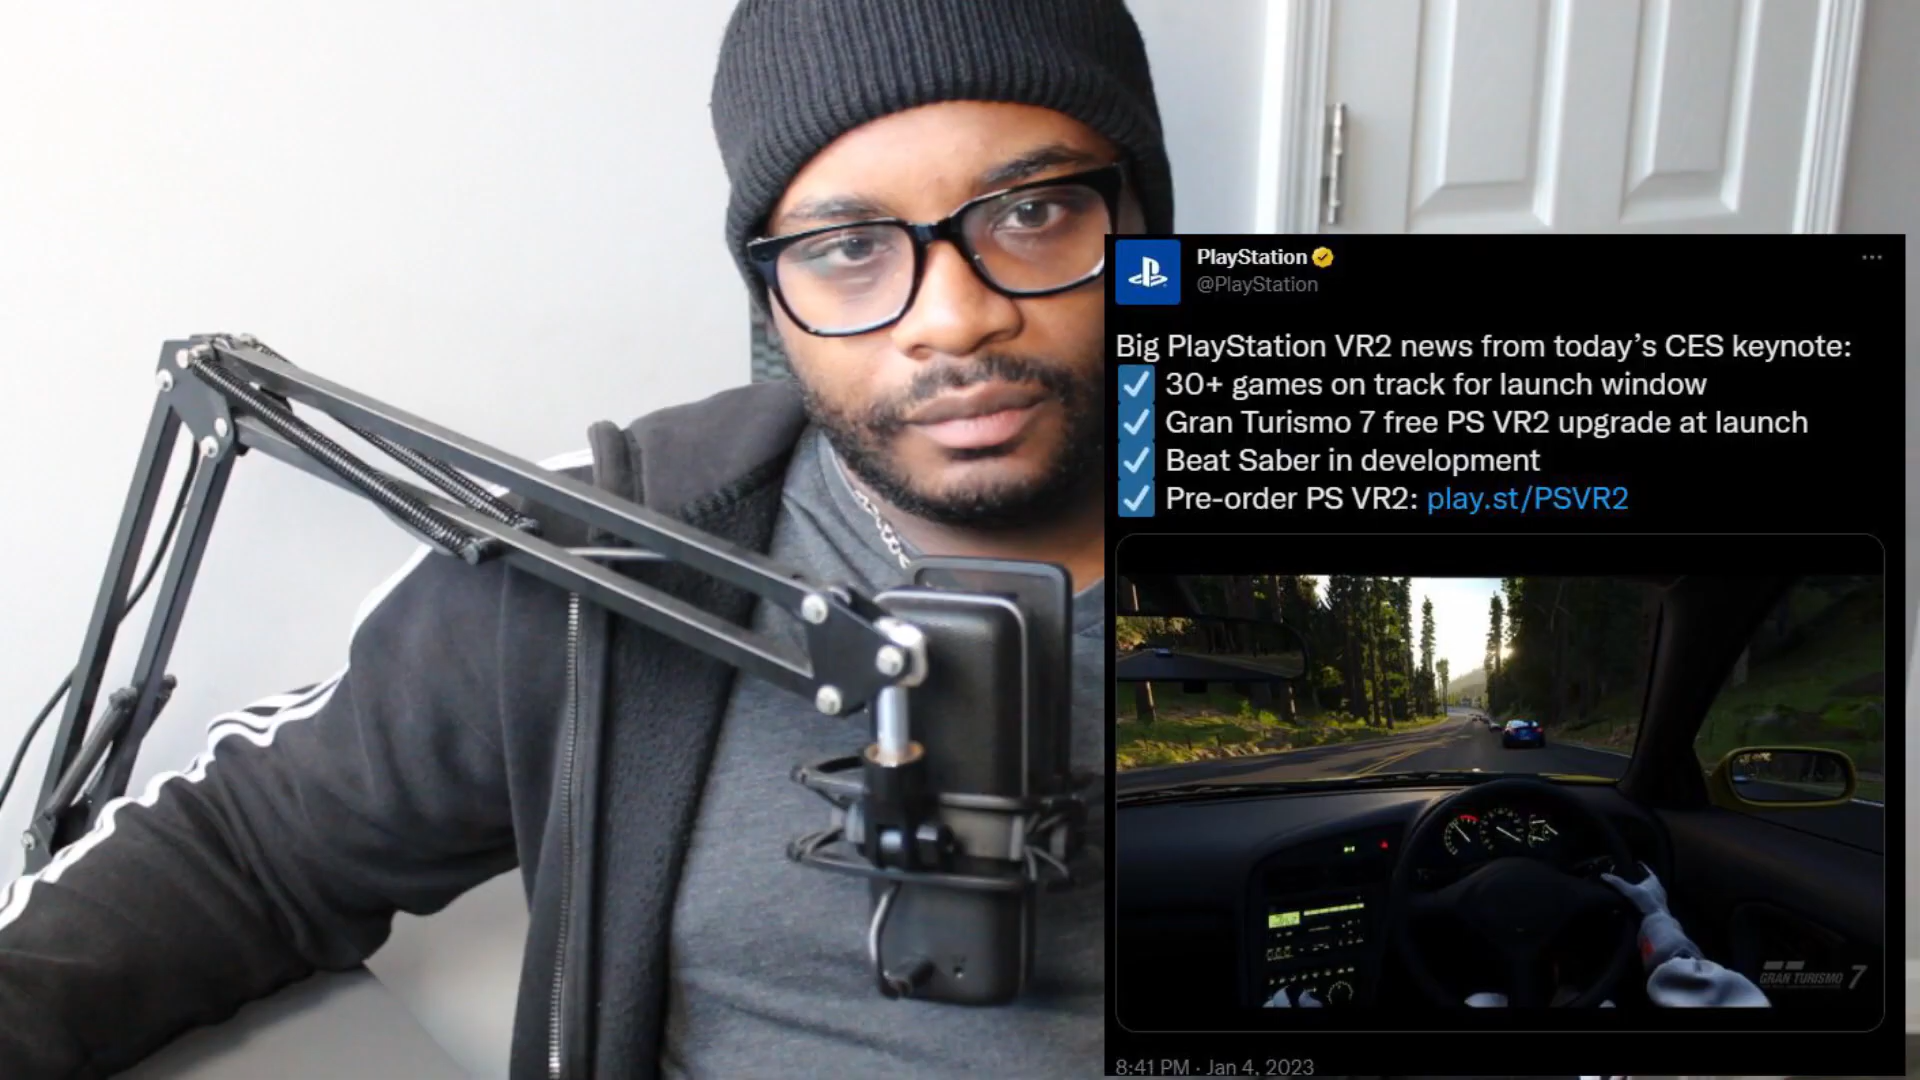 PlayStation
@PlayStation
Big PlayStation VR2 news from today’s CES keynote:
30+ games on track for launch window
Gran Turismo 7 free PS VR2 upgrade at launch
Beat Saber in development
Pre-order PS VR2: play.st/PSVR2
GRAN TURISMO 7
8:41 PM · Jan 4, 2023